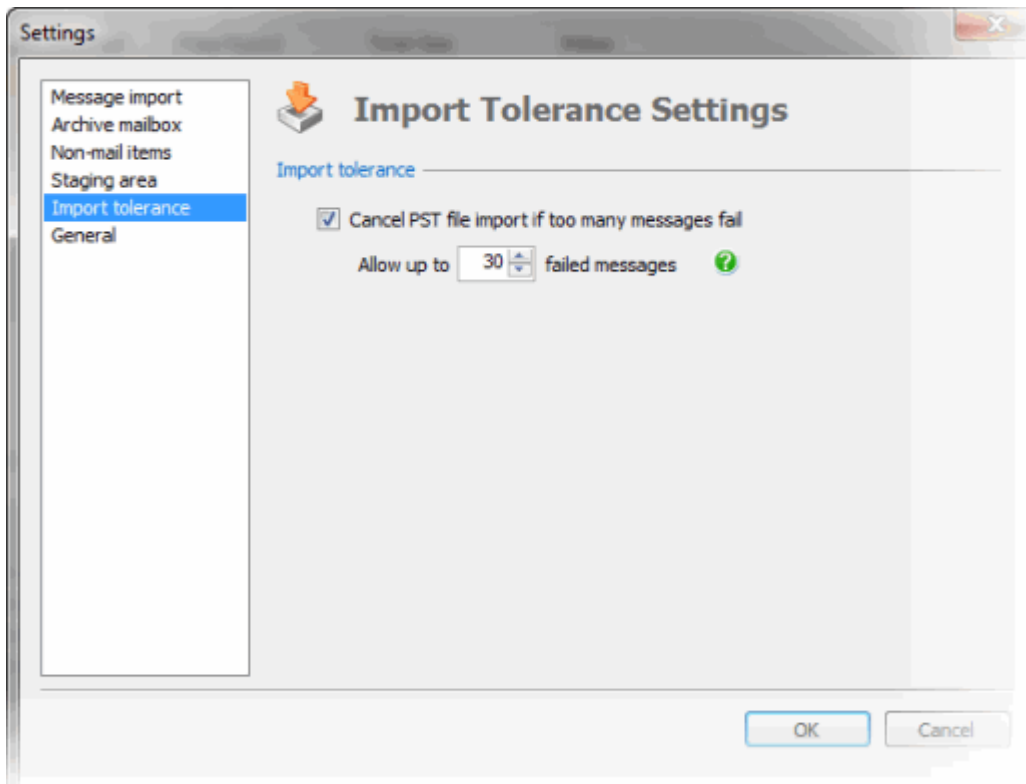 Settings
Message import
Archive mailbox
Non-mail items
Staging area
Import tolerance
General
Import Tolerance Settings
Import tolerance
Cancel PST file import if too many messages fail
Allow up to 30 failed messages ?
OK
Cancel